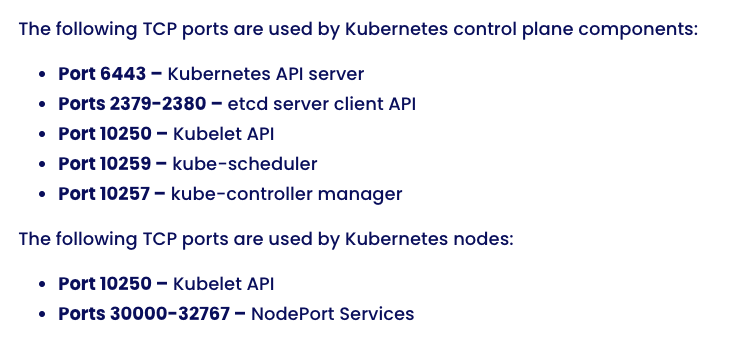 The following TCP ports are used by Kubernetes control plane components:
• Port 6443 – Kubernetes API server
• Ports 2379-2380 – etcd server client API
• Port 10250 – Kubelet API
• Port 10259 – kube-scheduler
• Port 10257 – kube-controller manager
The following TCP ports are used by Kubernetes nodes:
• Port 10250 – Kubelet API
• Ports 30000-32767 – NodePort Services